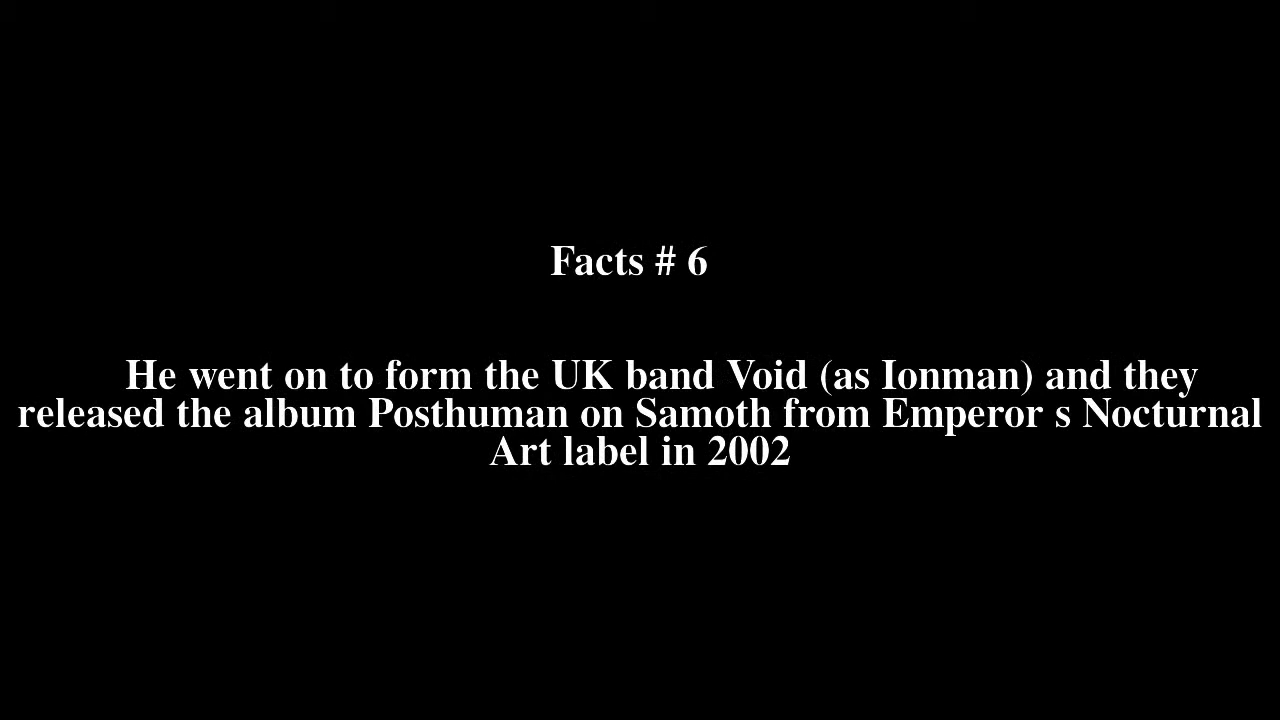 Facts # 6
He went on to form the UK band Void (as Ionman) and they
released the album Posthuman on Samoth from Emperor s Nocturnal
Art label in 2002